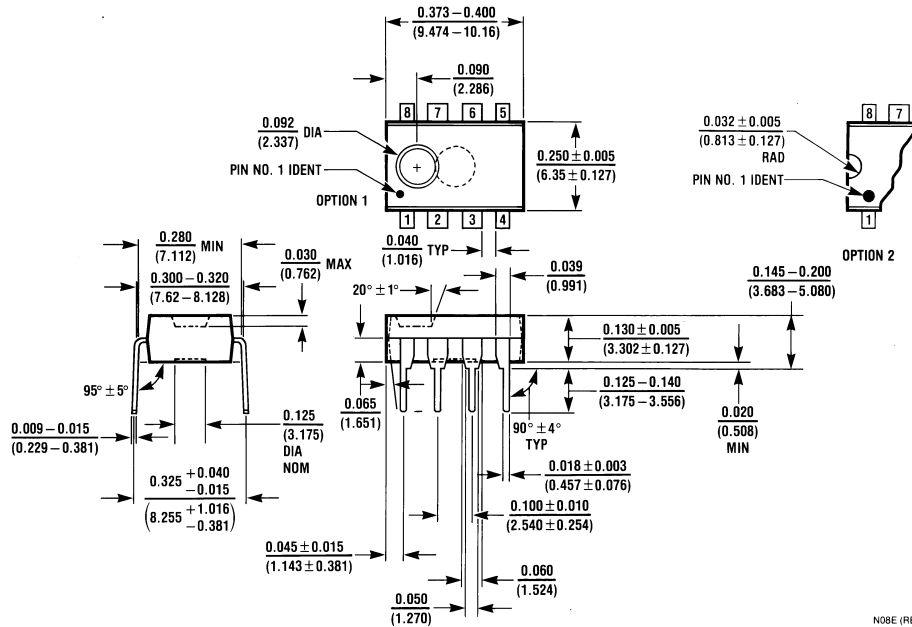 0.373 – 0.400
(9.474 – 10.16)
0.090
(2.286)
8 7 6 5
0.092 DIA
(2.337)
PIN NO. 1 IDENT
OPTION 1
0.250 ± 0.005
(6.35 ± 0.127)
1 2 3 4
0.032 ± 0.005
(0.813 ± 0.127)
RAD
PIN NO. 1 IDENT
8 7
1
OPTION 2
0.280 MIN
(7.112)
0.300 – 0.320
(7.62 – 8.128)
0.030 MAX
(0.762)
0.040 TYP
(1.016)
0.039
(0.991)
20° ± 1°
0.145 – 0.200
(3.683 – 5.080)
0.130 ± 0.005
(3.302 ± 0.127)
0.125 – 0.140
(3.175 – 3.556)
0.020
(0.508)
MIN
95° ± 5°
0.009 – 0.015
(0.229 – 0.381)
0.125
(3.175)
DIA
NOM
0.065
(1.651)
90° ± 4°
TYP
0.018 ± 0.003
(0.457 ± 0.076)
0.325 +0.040 −0.015
(8.255 +1.016 −0.381)
0.100 ± 0.010
(2.540 ± 0.254)
0.045 ± 0.015
(1.143 ± 0.381)
0.060
(1.524)
0.050
(1.270)
N08E (RE